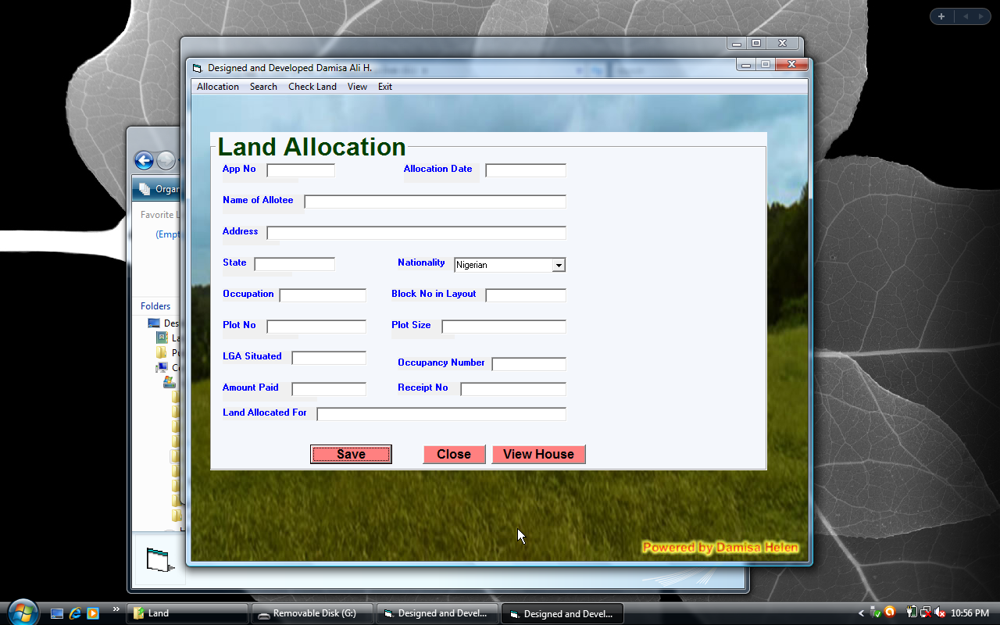 Designed and Developed Damisa Ali H.
Allocation Search Check Land View Exit
Land Allocation
App No Allocation Date
Name of Allotee
Address
State Nationality Nigerian
Occupation Block No in Layout
Plot No Plot Size
LGA Situated Occupancy Number
Amount Paid Receipt No
Land Allocated For
Save Close View House
Powered by Damisa Helen
Organ
Favorite L
(Empt
Folders
Des
La
Pu
Co
Land Removable Disk (G:) Designed and Devel... Designed and Devel... 10:56 PM